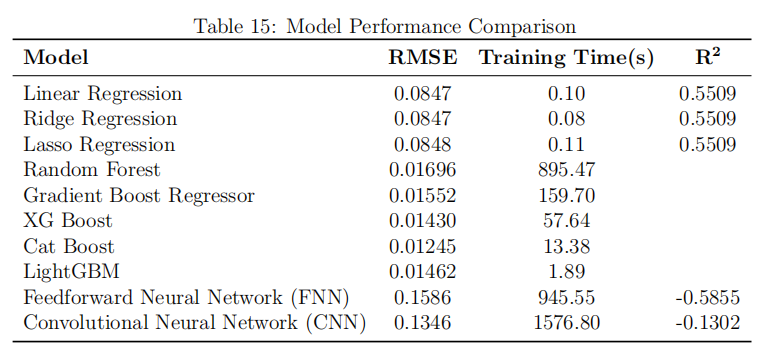 Table 15: Model Performance Comparison
Model RMSE Training Time(s) R²
Linear Regression 0.0847 0.10 0.5509
Ridge Regression 0.0847 0.08 0.5509
Lasso Regression 0.0848 0.11 0.5509
Random Forest 0.01696 895.47
Gradient Boost Regressor 0.01552 159.70
XG Boost 0.01430 57.64
Cat Boost 0.01245 13.38
LightGBM 0.01462 1.89
Feedforward Neural Network (FNN) 0.1586 945.55 -0.5855
Convolutional Neural Network (CNN) 0.1346 1576.80 -0.1302